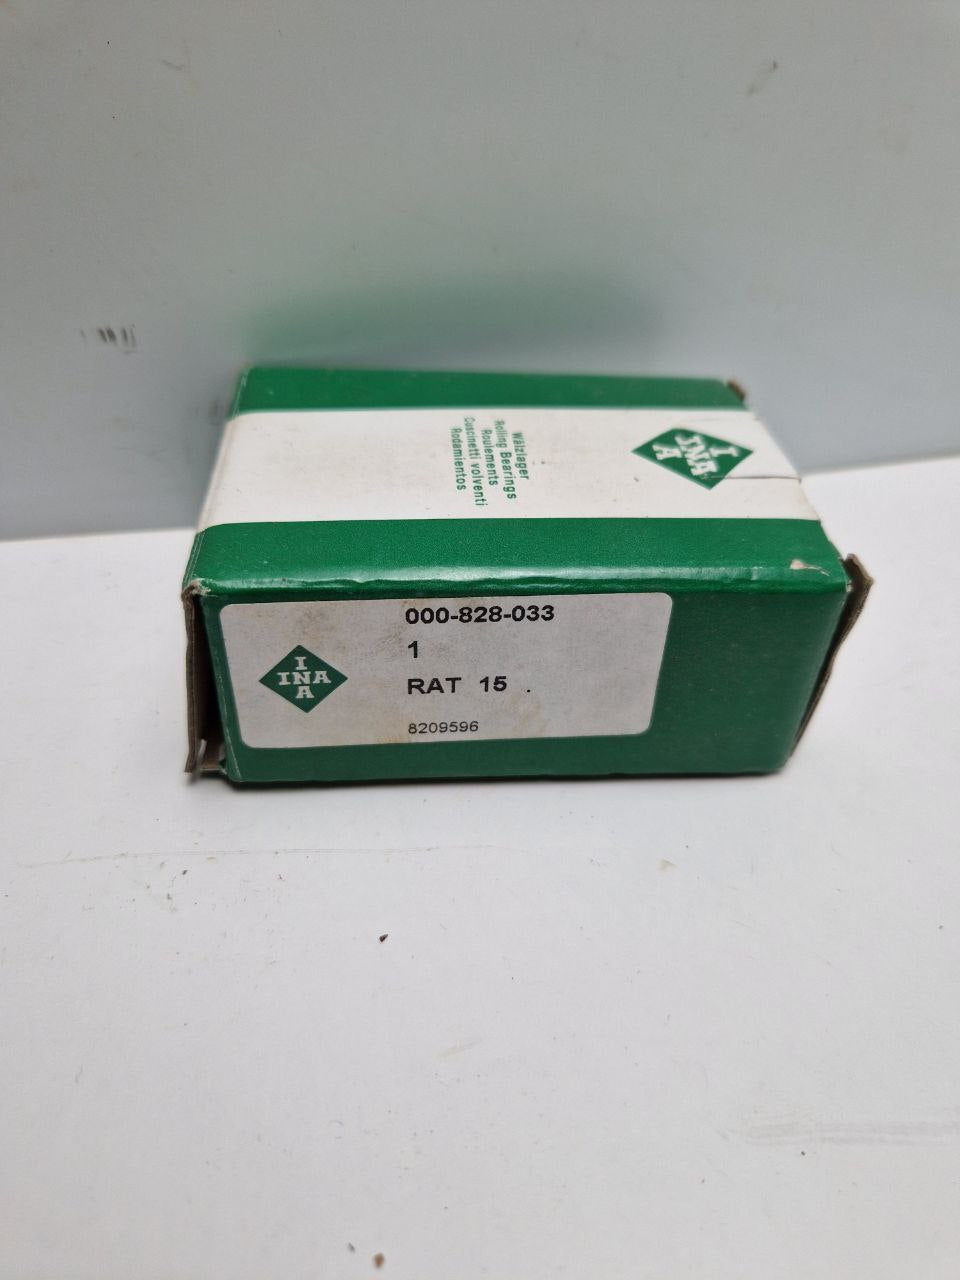 I
INA
A
Wälzlager
Rolling Bearings
Roulements
Cuscinetti volventi
Rodamientos
I
INA
A
000-828-033
1
RAT 15 .
8209596